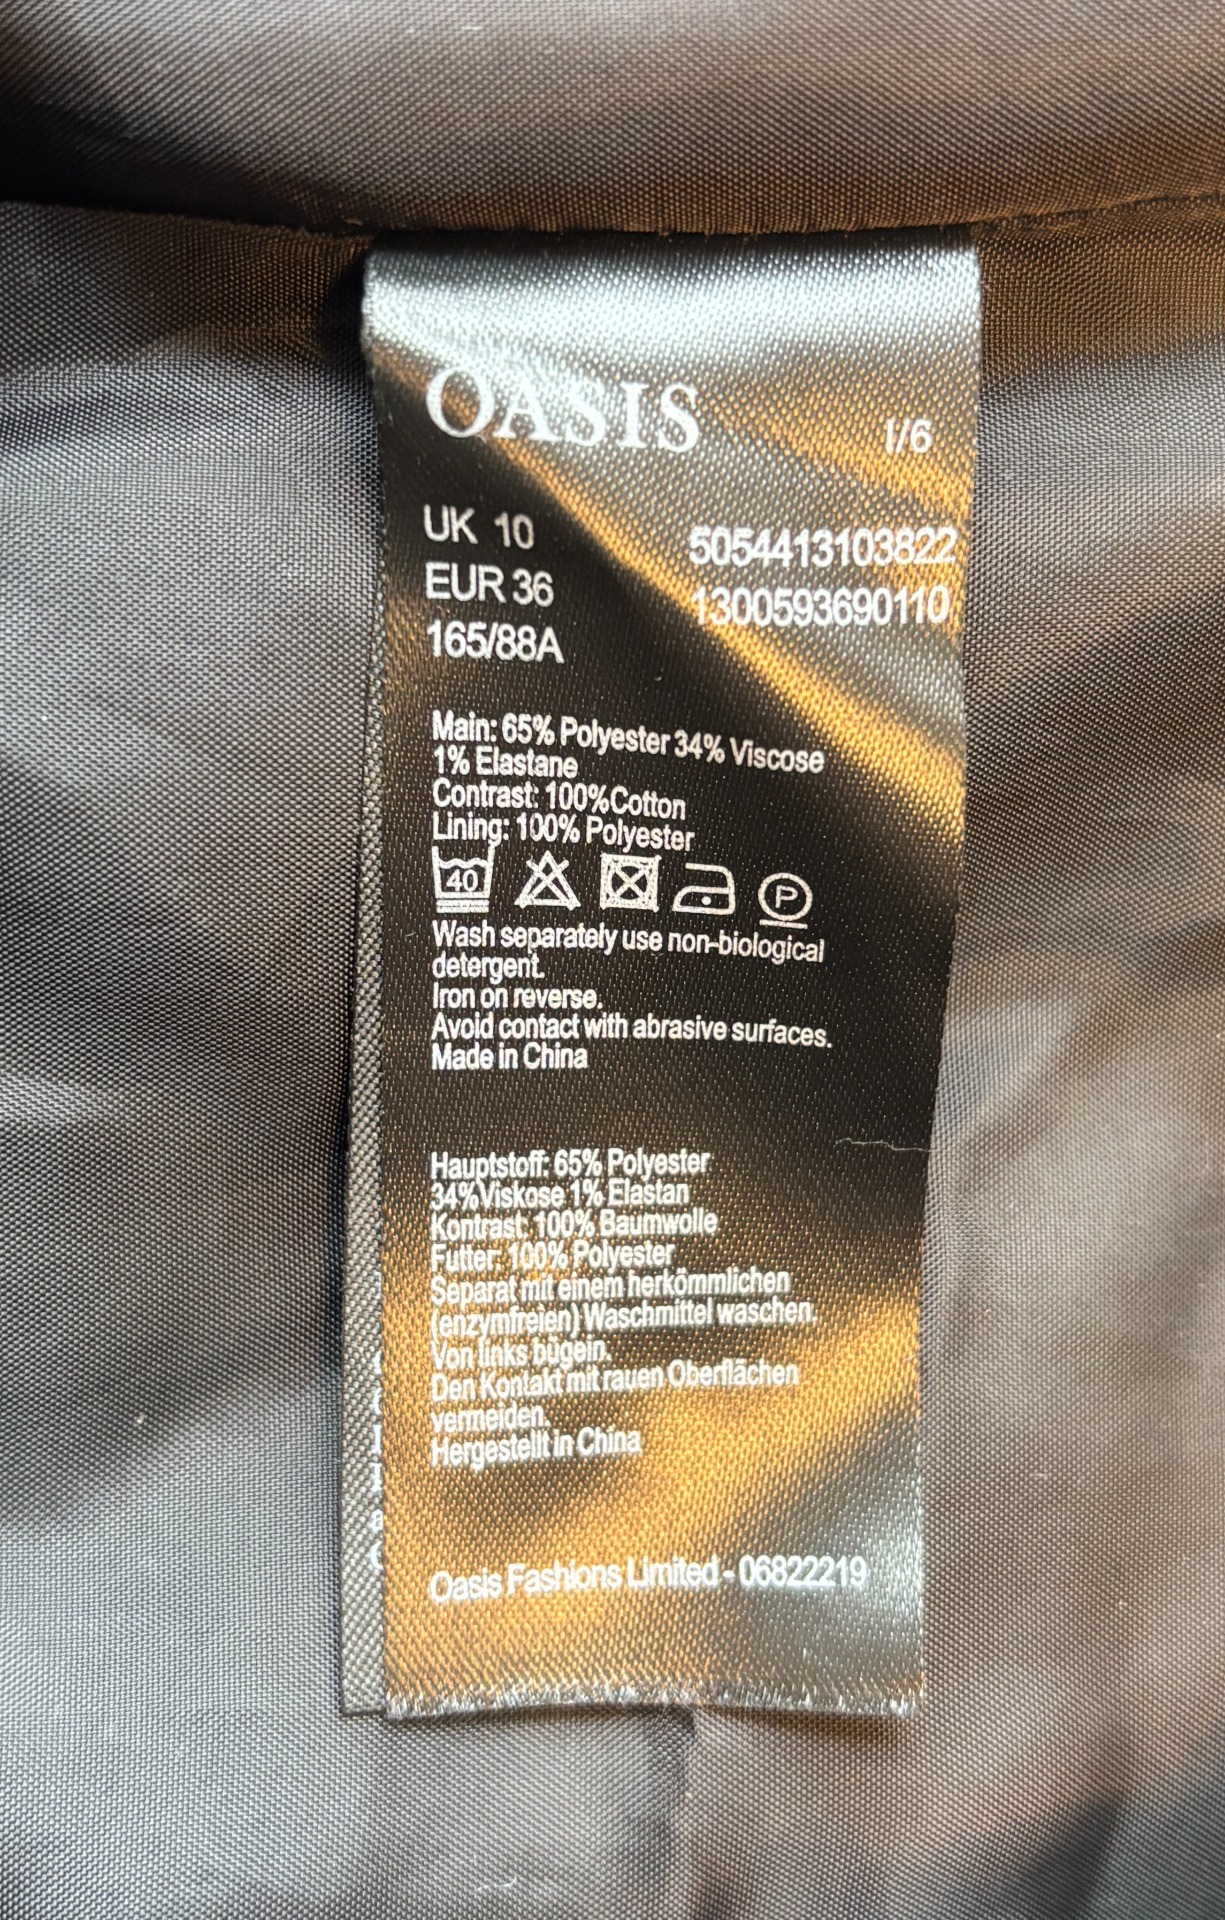 OASIS
1/6
UK 10
5054413103822
EUR 36
1300593690110
165/88A
Main: 65% Polyester 34% Viscose
1% Elastane
Contrast: 100%Cotton
Lining: 100% Polyester
40
P
Wash separately use non-biological
detergent.
Iron on reverse.
Avoid contact with abrasive surfaces.
Made in China
Hauptstoff: 65% Polyester
34%Viskose 1% Elastan
Kontrast: 100% Baumwolle
Futter: 100% Polyester
Separat mit einem herkömmlichen
(enzymfreien) Waschmittel waschen.
Von links bügeln.
Den Kontakt mit rauen Oberflächen
vermeiden.
Hergestellt in China
Oasis Fashions Limited - 06822219